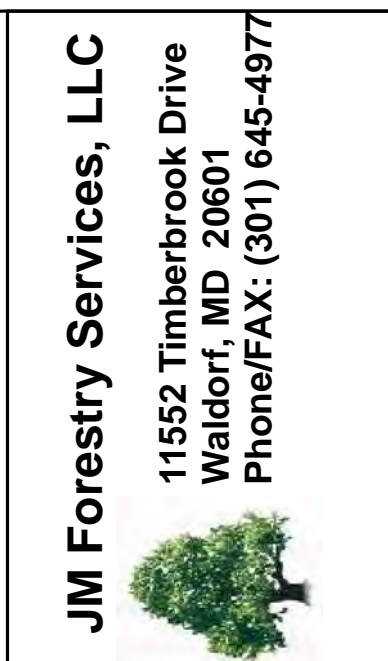 JM Forestry Services, LLC
11552 Timberbrook Drive
Waldorf, MD  20601
Phone/FAX: (301) 645-4977